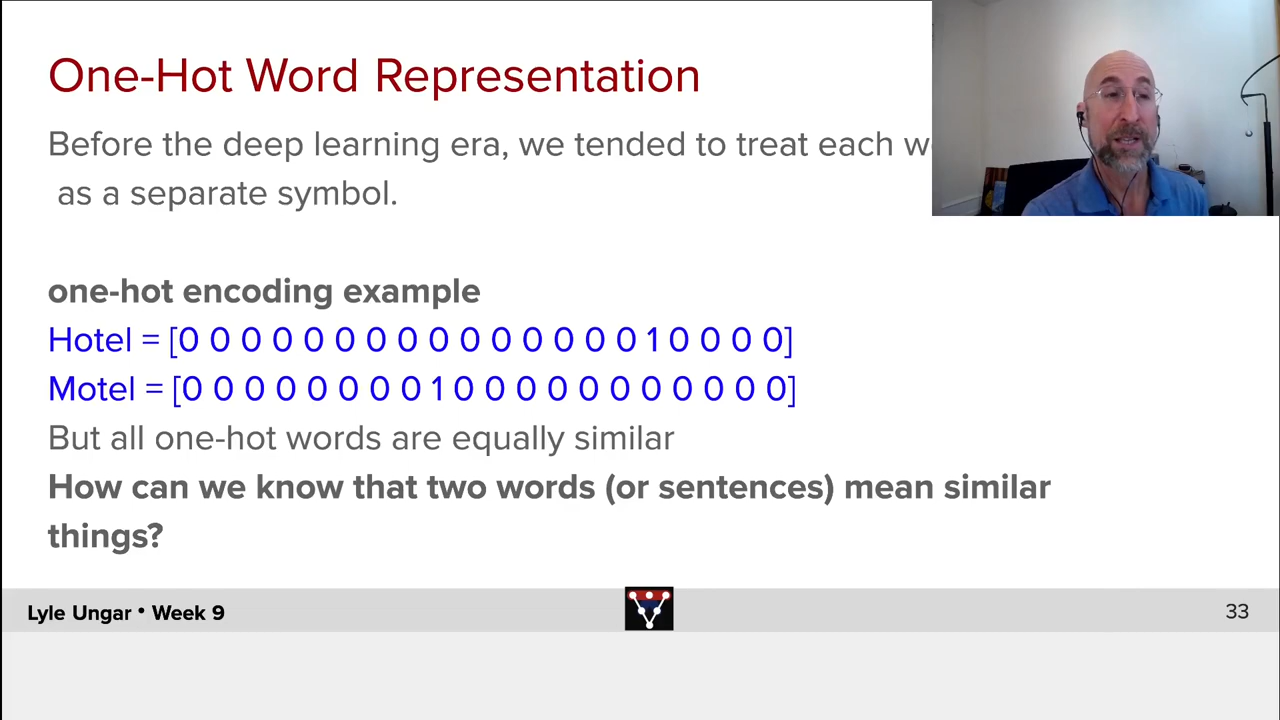 One-Hot Word Representation
Before the deep learning era, we tended to treat each
as a separate symbol.
one-hot encoding example
Hotel = [0 0 0 0 0 0 0 0 0 0 0 0 0 0 0 1 0 0 0 0]
Motel = [0 0 0 0 0 0 0 0 1 0 0 0 0 0 0 0 0 0 0 0]
But all one-hot words are equally similar
How can we know that two words (or sentences) mean similar
things?
Lyle Ungar • Week 9
33